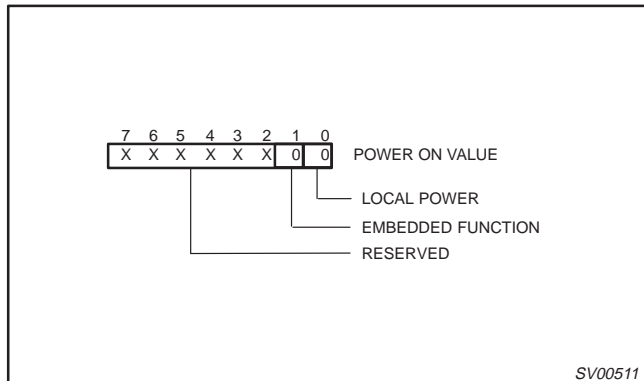 7 6 5 4 3 2 1 0
X X X X X X 0 0 POWER ON VALUE
LOCAL POWER
EMBEDDED FUNCTION
RESERVED
SV00511